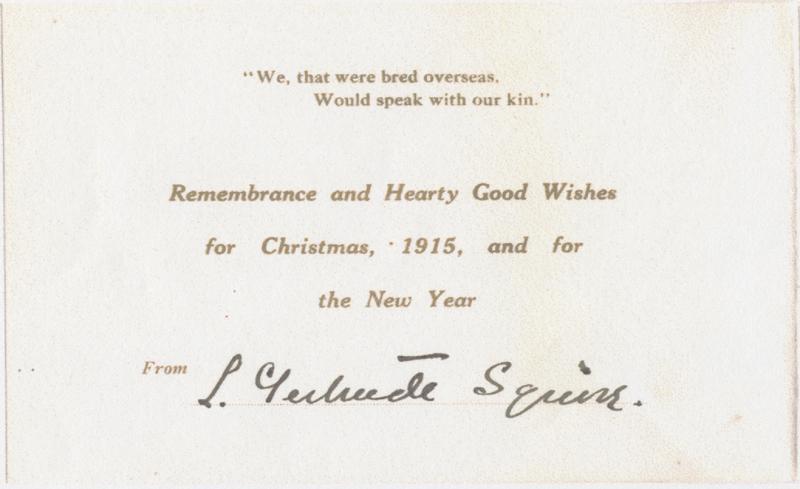 "We, that were bred overseas,
Would speak with our kin."
Remembrance and Hearty Good Wishes
for Christmas, 1915, and for
the New Year
From L. Gertrude Squire.